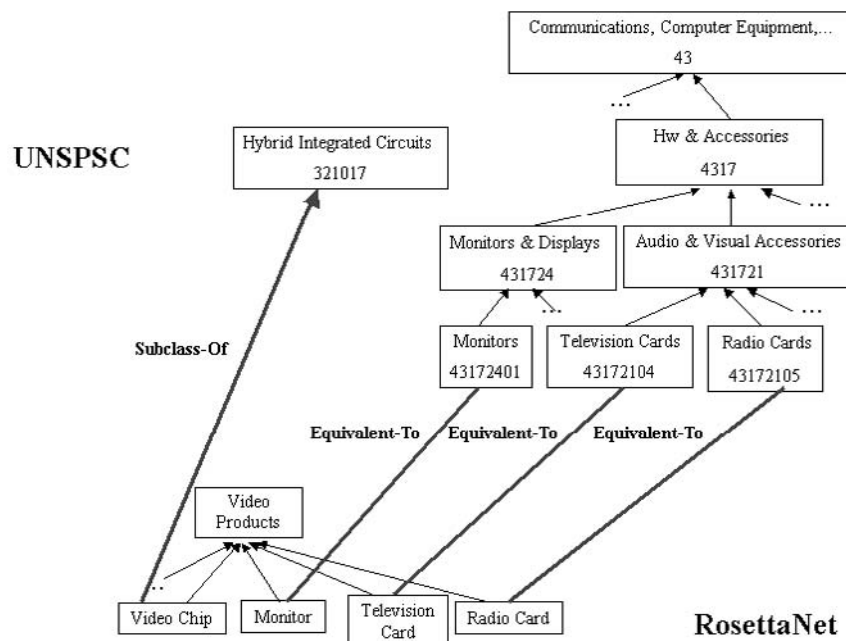 Communications, Computer Equipment,...
43
...
UNSPSC
Hybrid Integrated Circuits
321017
Hw & Accessories
4317
...
Monitors & Displays
431724
Audio & Visual Accessories
431721
...
...
Subclass-Of
Monitors
43172401
Television Cards
43172104
Radio Cards
43172105
Equivalent-To
Equivalent-To
Equivalent-To
Video
Products
..
Video Chip
Monitor
Television
Card
Radio Card
RosettaNet